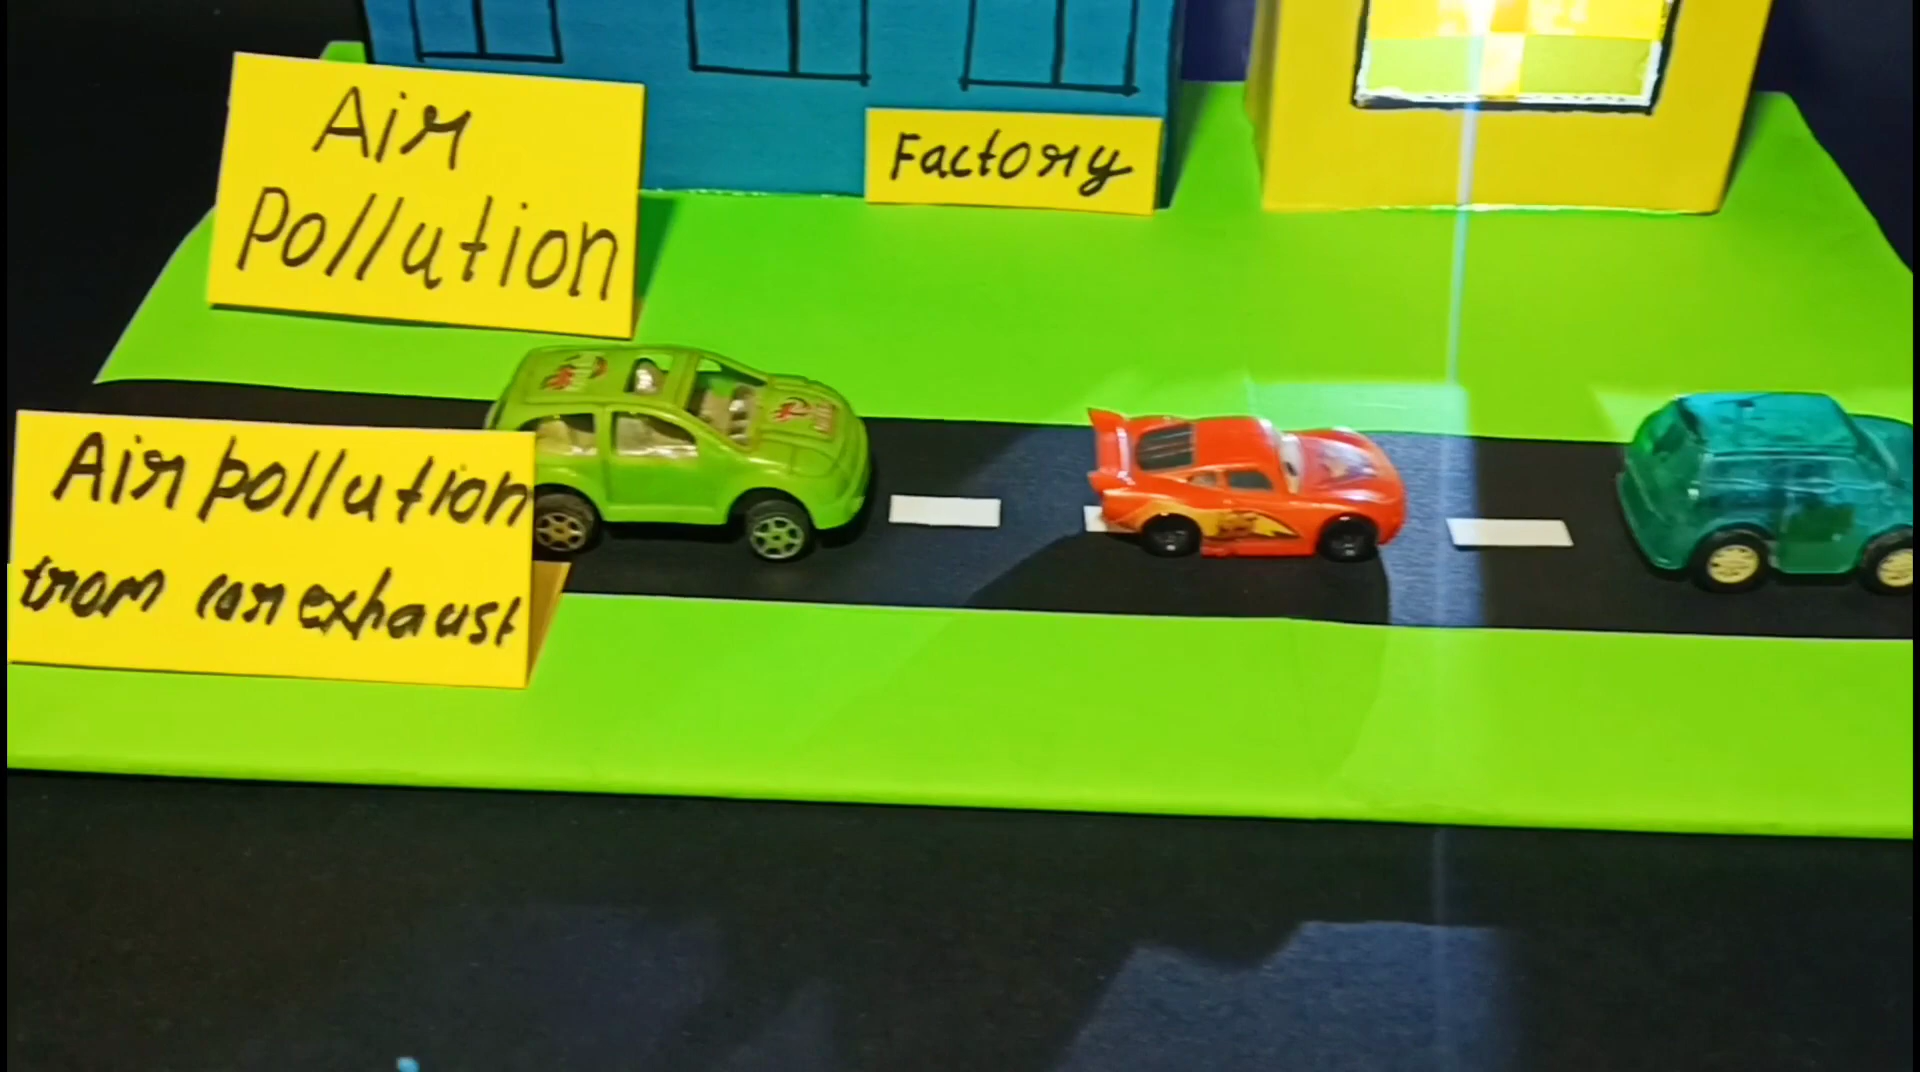 Air
Pollution
Factory
Air pollution
from car exhaust